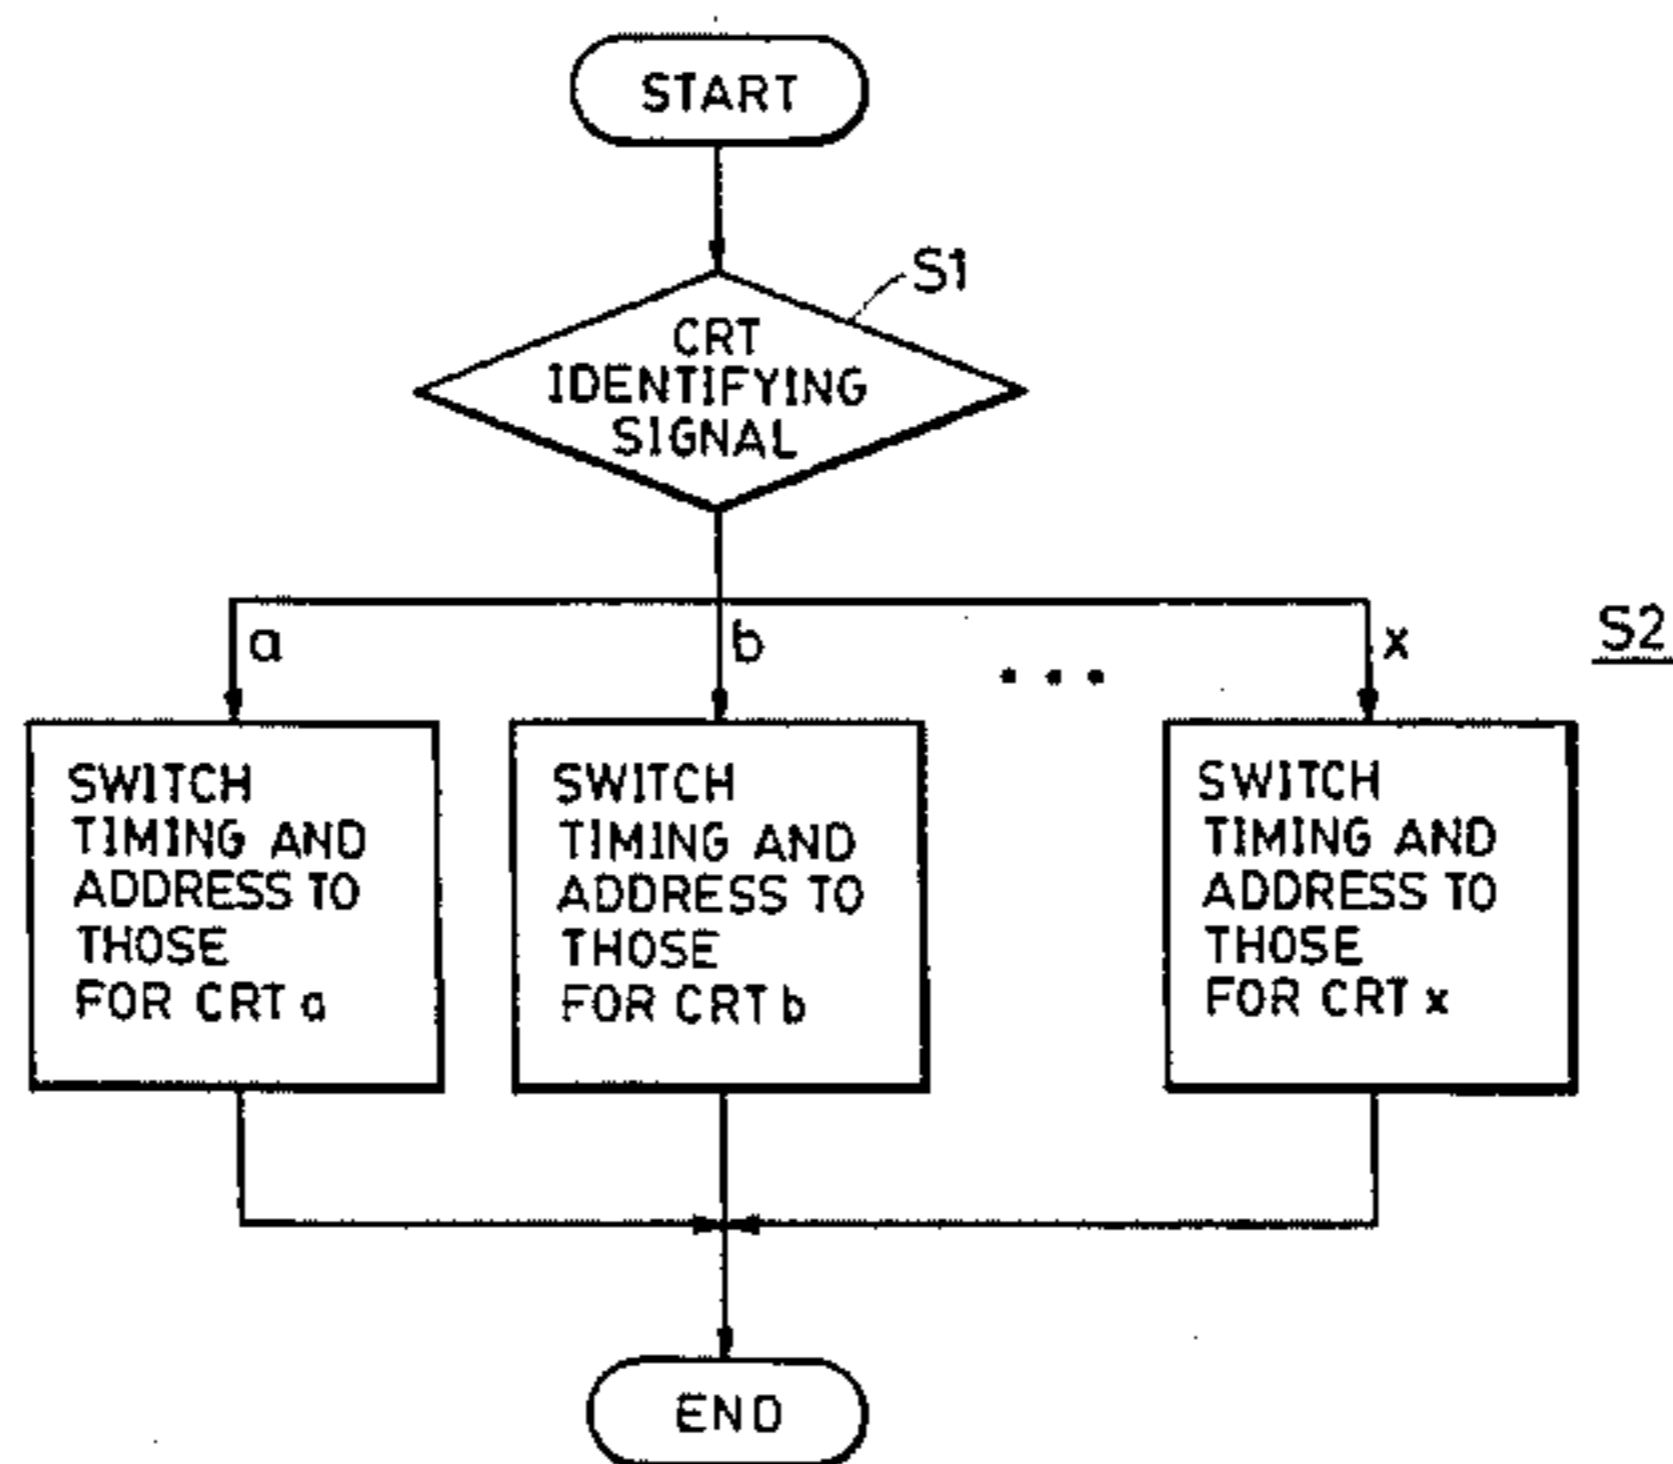 START
S1
CRT
IDENTIFYING
SIGNAL
a
b
x
S2
SWITCH
TIMING AND
ADDRESS TO
THOSE
FOR CRT a
SWITCH
TIMING AND
ADDRESS TO
THOSE
FOR CRT b
SWITCH
TIMING AND
ADDRESS TO
THOSE
FOR CRT x
END